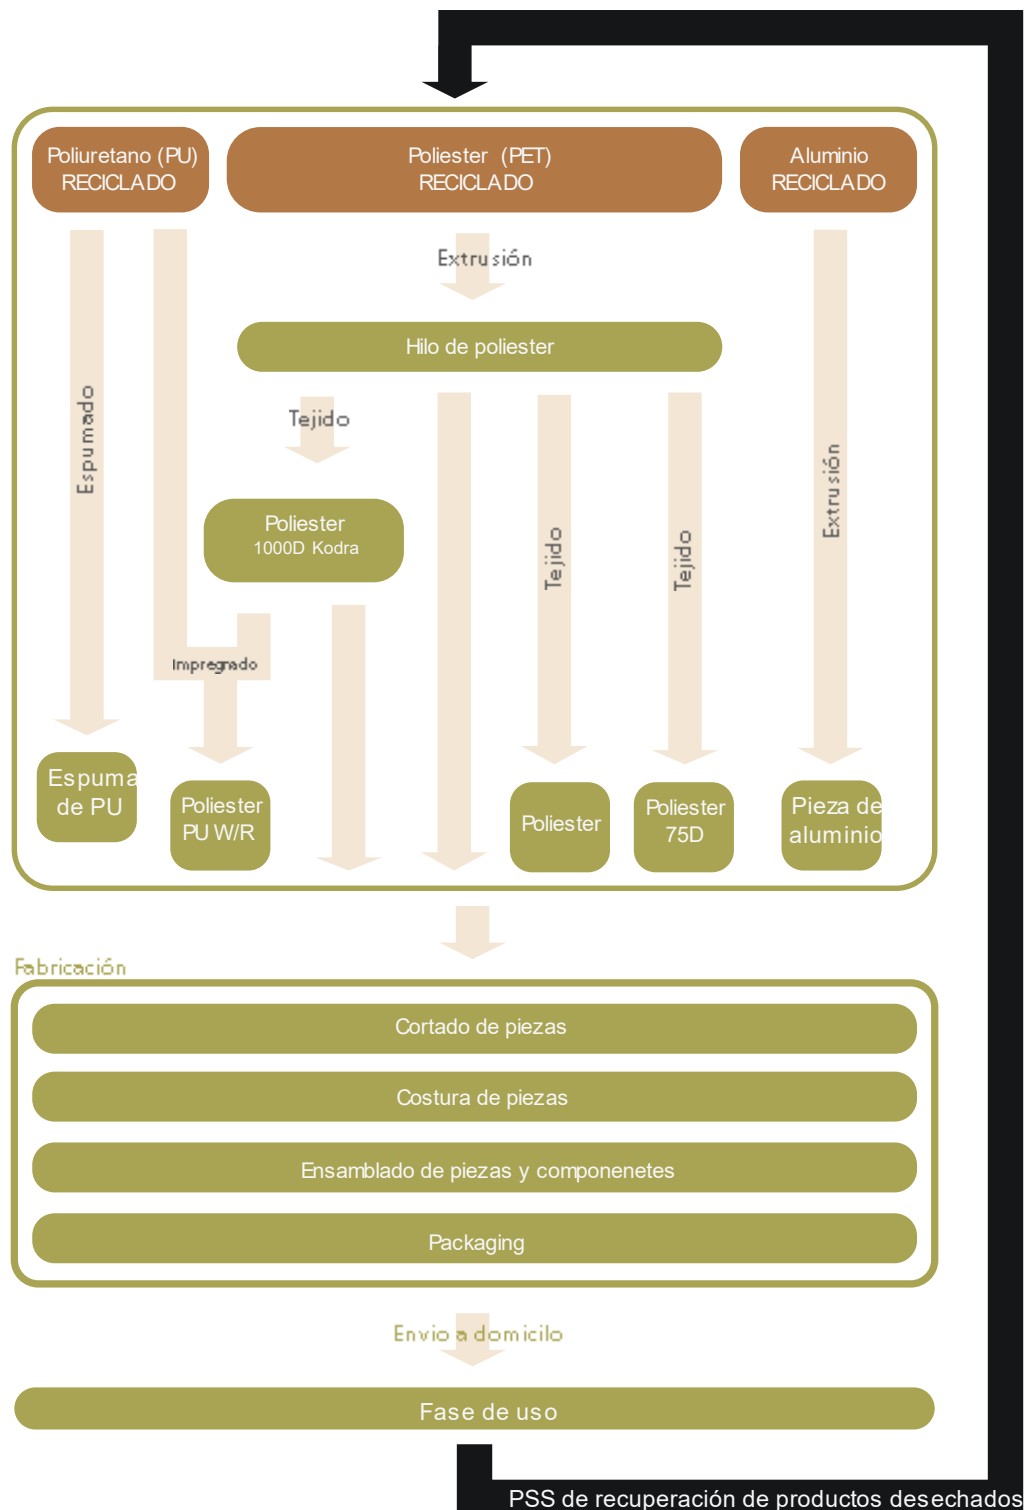 Poliuretano (PU)
RECICLADO
Poliester (PET)
RECICLADO
Aluminio
RECICLADO
Extrusión
Hilo de poliester
Espumado
Tejido
Extrusión
Poliester
1000D Kodra
Tejido
Tejido
Impregnado
Espuma
de PU
Poliester
PU W/R
Poliester
Poliester
75D
Pieza de
aluminio
Fabricación
Cortado de piezas
Costura de piezas
Ensamblado de piezas y componenetes
Packaging
Envio a domicilo
Fase de uso
PSS de recuperación de productos desechados